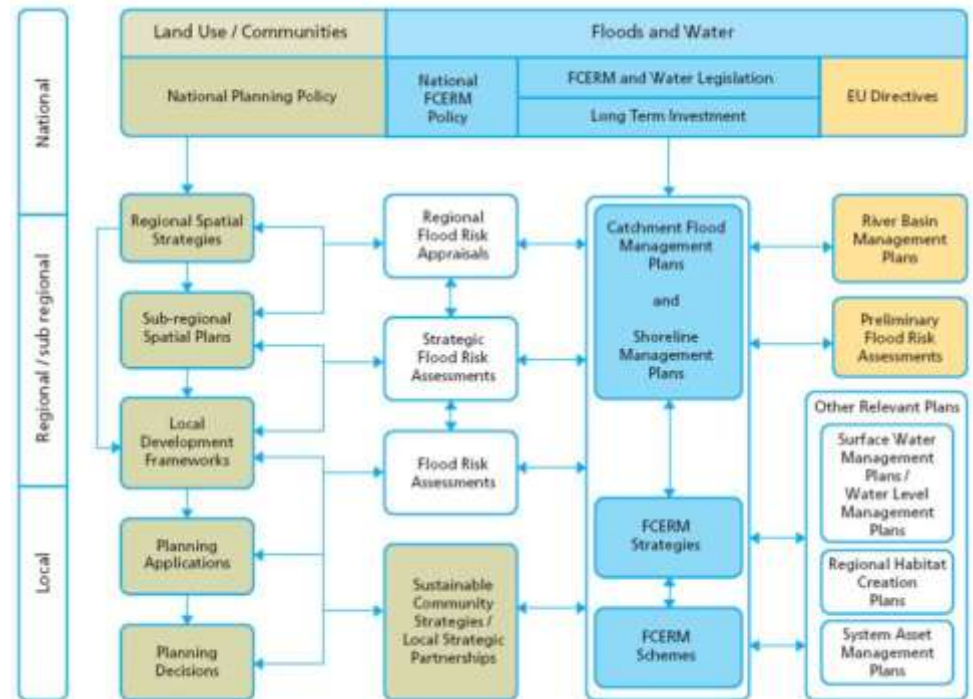 National
Regional / sub regional
Local
Land Use / Communities
Floods and Water
National Planning Policy
National
FCERM
Policy
FCERM and Water Legislation
Long Term Investment
EU Directives
Regional Spatial
Strategies
Sub-regional
Spatial Plans
Local
Development
Frameworks
Planning
Applications
Planning
Decisions
Regional
Flood Risk
Appraisals
Strategic
Flood Risk
Assessments
Flood Risk
Assessments
Sustainable
Community
Strategies /
Local Strategic
Partnerships
Catchment Flood
Management
Plans
and
Shoreline
Management
Plans
FCERM
Strategies
FCERM
Schemes
River Basin
Management
Plans
Preliminary
Flood Risk
Assessments
Other Relevant Plans
Surface Water
Management
Plans /
Water Level
Management
Plans
Regional Habitat
Creation
Plans
System Asset
Management
Plans